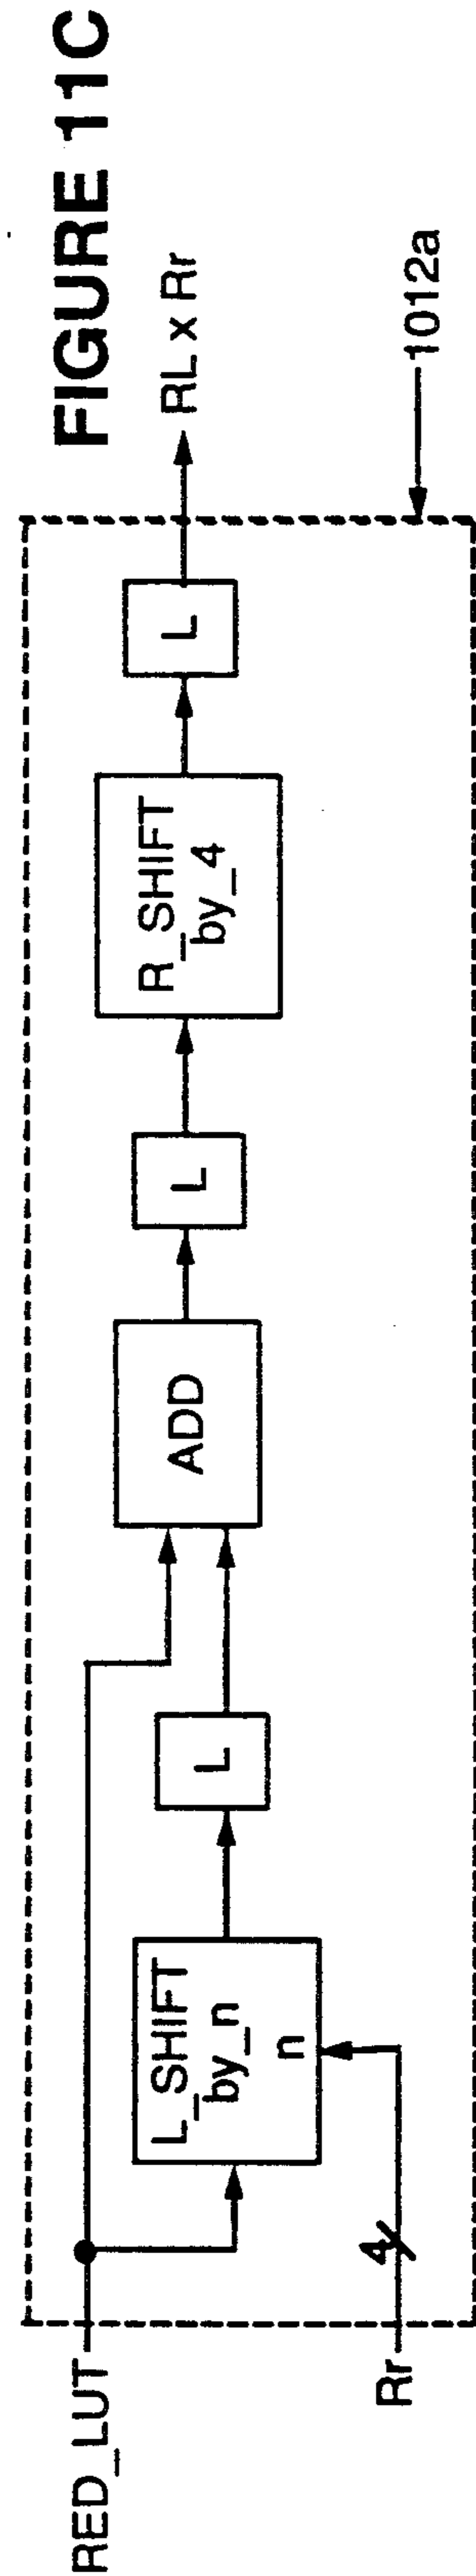 FIGURE 11C
RED_LUT
Rr
4
L_SHIFT
by_n
n
L
ADD
L
R_SHIFT
by_4
L
RL x Rr
1012a